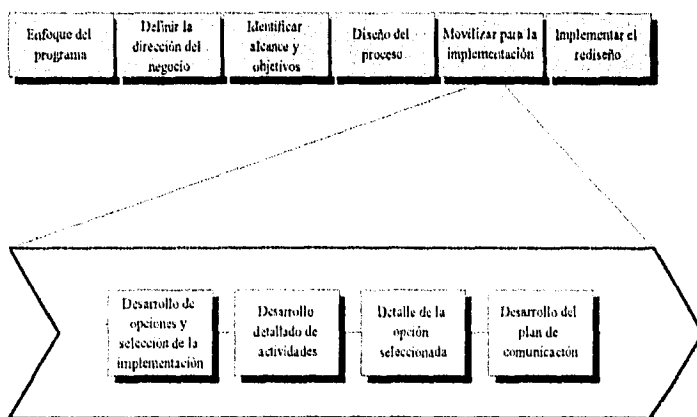 Enfoque del
programa
Definir la
dirección del
negocio
Identificar
alcance y
objetivos
Diseño del
proceso
Movilizar para la
implementación
Implementar el
rediseño
Desarrollo de
opciones y
selección de la
implementación
Desarrollo
detallado de
actividades
Detalle de la
opción
seleccionada
Desarrollo del
plan de
comunicación